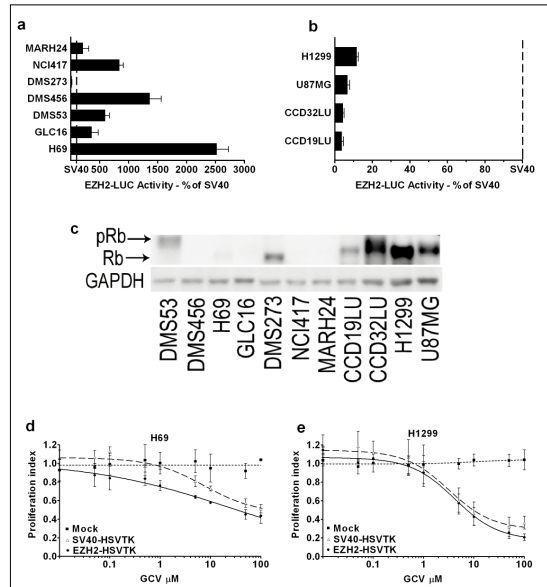 a
MARH24
NCI417
DMS273
DMS456
DMS53
GLC16
H69
SV40 500 1000 1500 2000 2500 3000
EZH2-LUC Activity - % of SV40
b
H1299
U87MG
CCD32LU
CCD19LU
0 20 40 60 80 SV40
EZH2-LUC Activity - % of SV40
c
pRb
Rb
GAPDH
DMS53
DMS456
H69
GLC16
DMS273
NCI417
MARH24
CCD19LU
CCD32LU
H1299
U87MG
d
H69
1.4
1.2
1.0
0.8
0.6
0.4
0.2
0.0
Proliferation index
Mock
SV40-HSVTK
EZH2-HSVTK
0.1 1 10 100
GCV µM
e
H1299
1.4
1.2
1.0
0.8
0.6
0.4
0.2
0.0
Proliferation index
Mock
SV40-HSVTK
EZH2-HSVTK
0.1 1 10 100
GCV µM